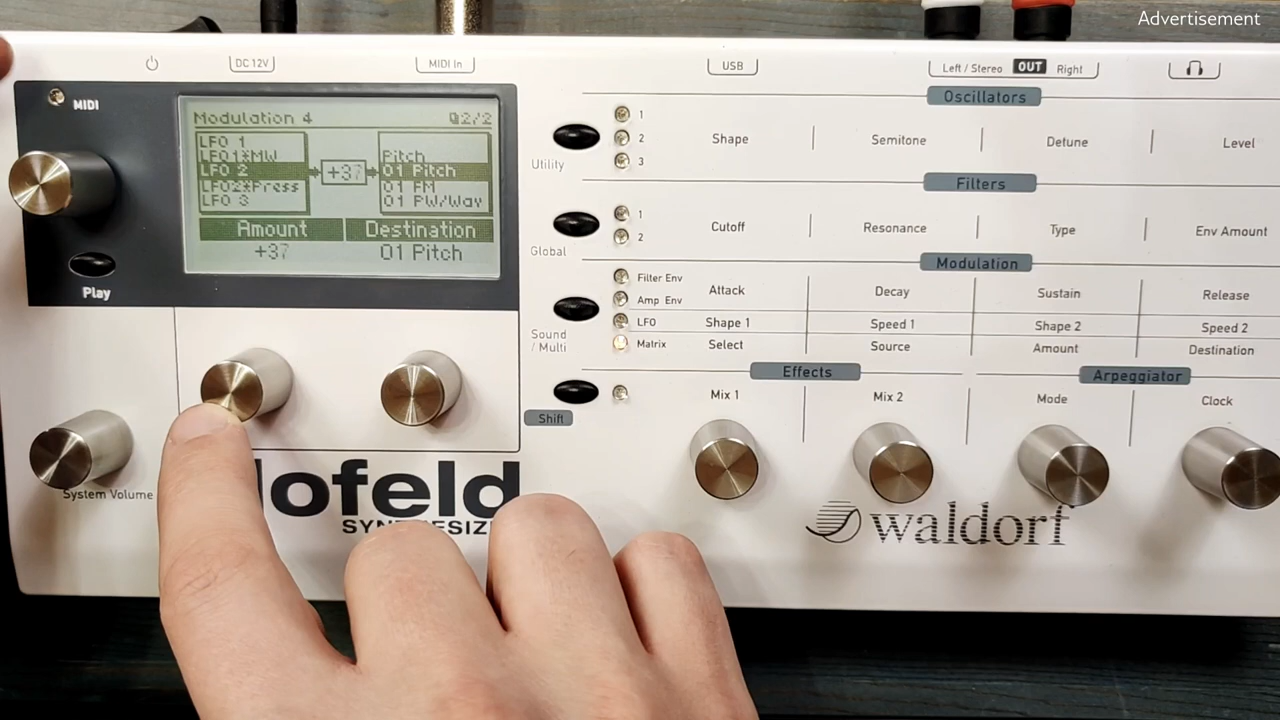 Advertisement
DC 12V
MIDI In
USB
Left / Stereo OUT Right
MIDI
Modulation 4 2/2
LFO 1
LFO1*MW
LFO 2
LFO2*Press
LFO 3
+37
Pitch
O1 Pitch
O1 FM
O1 PW/Wav
Amount Destination
+37 O1 Pitch
Play
System Volume
Oscillators
1
2
3
Utility
Shape Semitone Detune Level
Filters
1
2
Global
Cutoff Resonance Type Env Amount
Modulation
Filter Env
Amp Env
LFO
Matrix
Sound
/ Multi
Attack Decay Sustain Release
Shape 1 Speed 1 Shape 2 Speed 2
Select Source Amount Destination
Effects Arpeggiator
Shift
Mix 1 Mix 2 Mode Clock
lofeld
waldorf